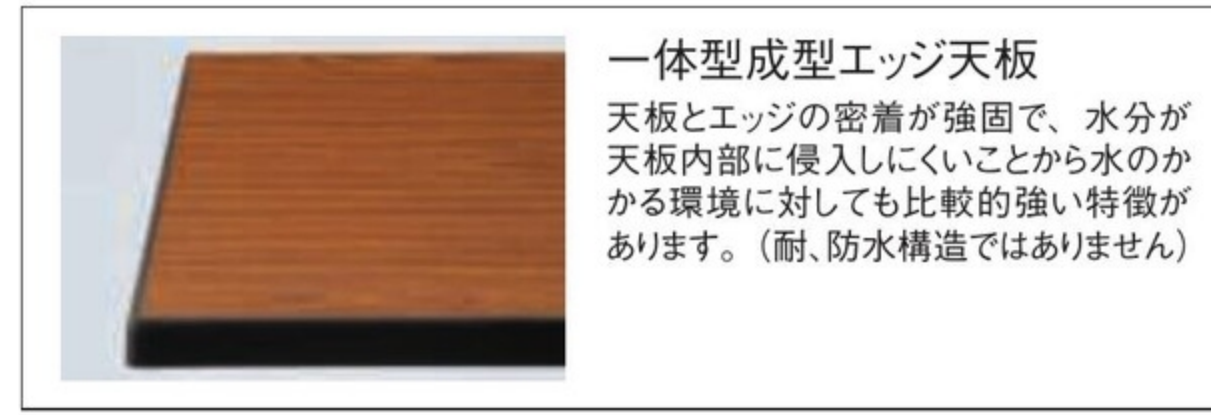 一体型成型エッジ天板
天板とエッジの密着が強固で、水分が
天板内部に侵入しにくいことから水のか
かる環境に対しても比較的強い特徴が
あります。（耐、防水構造ではありません）